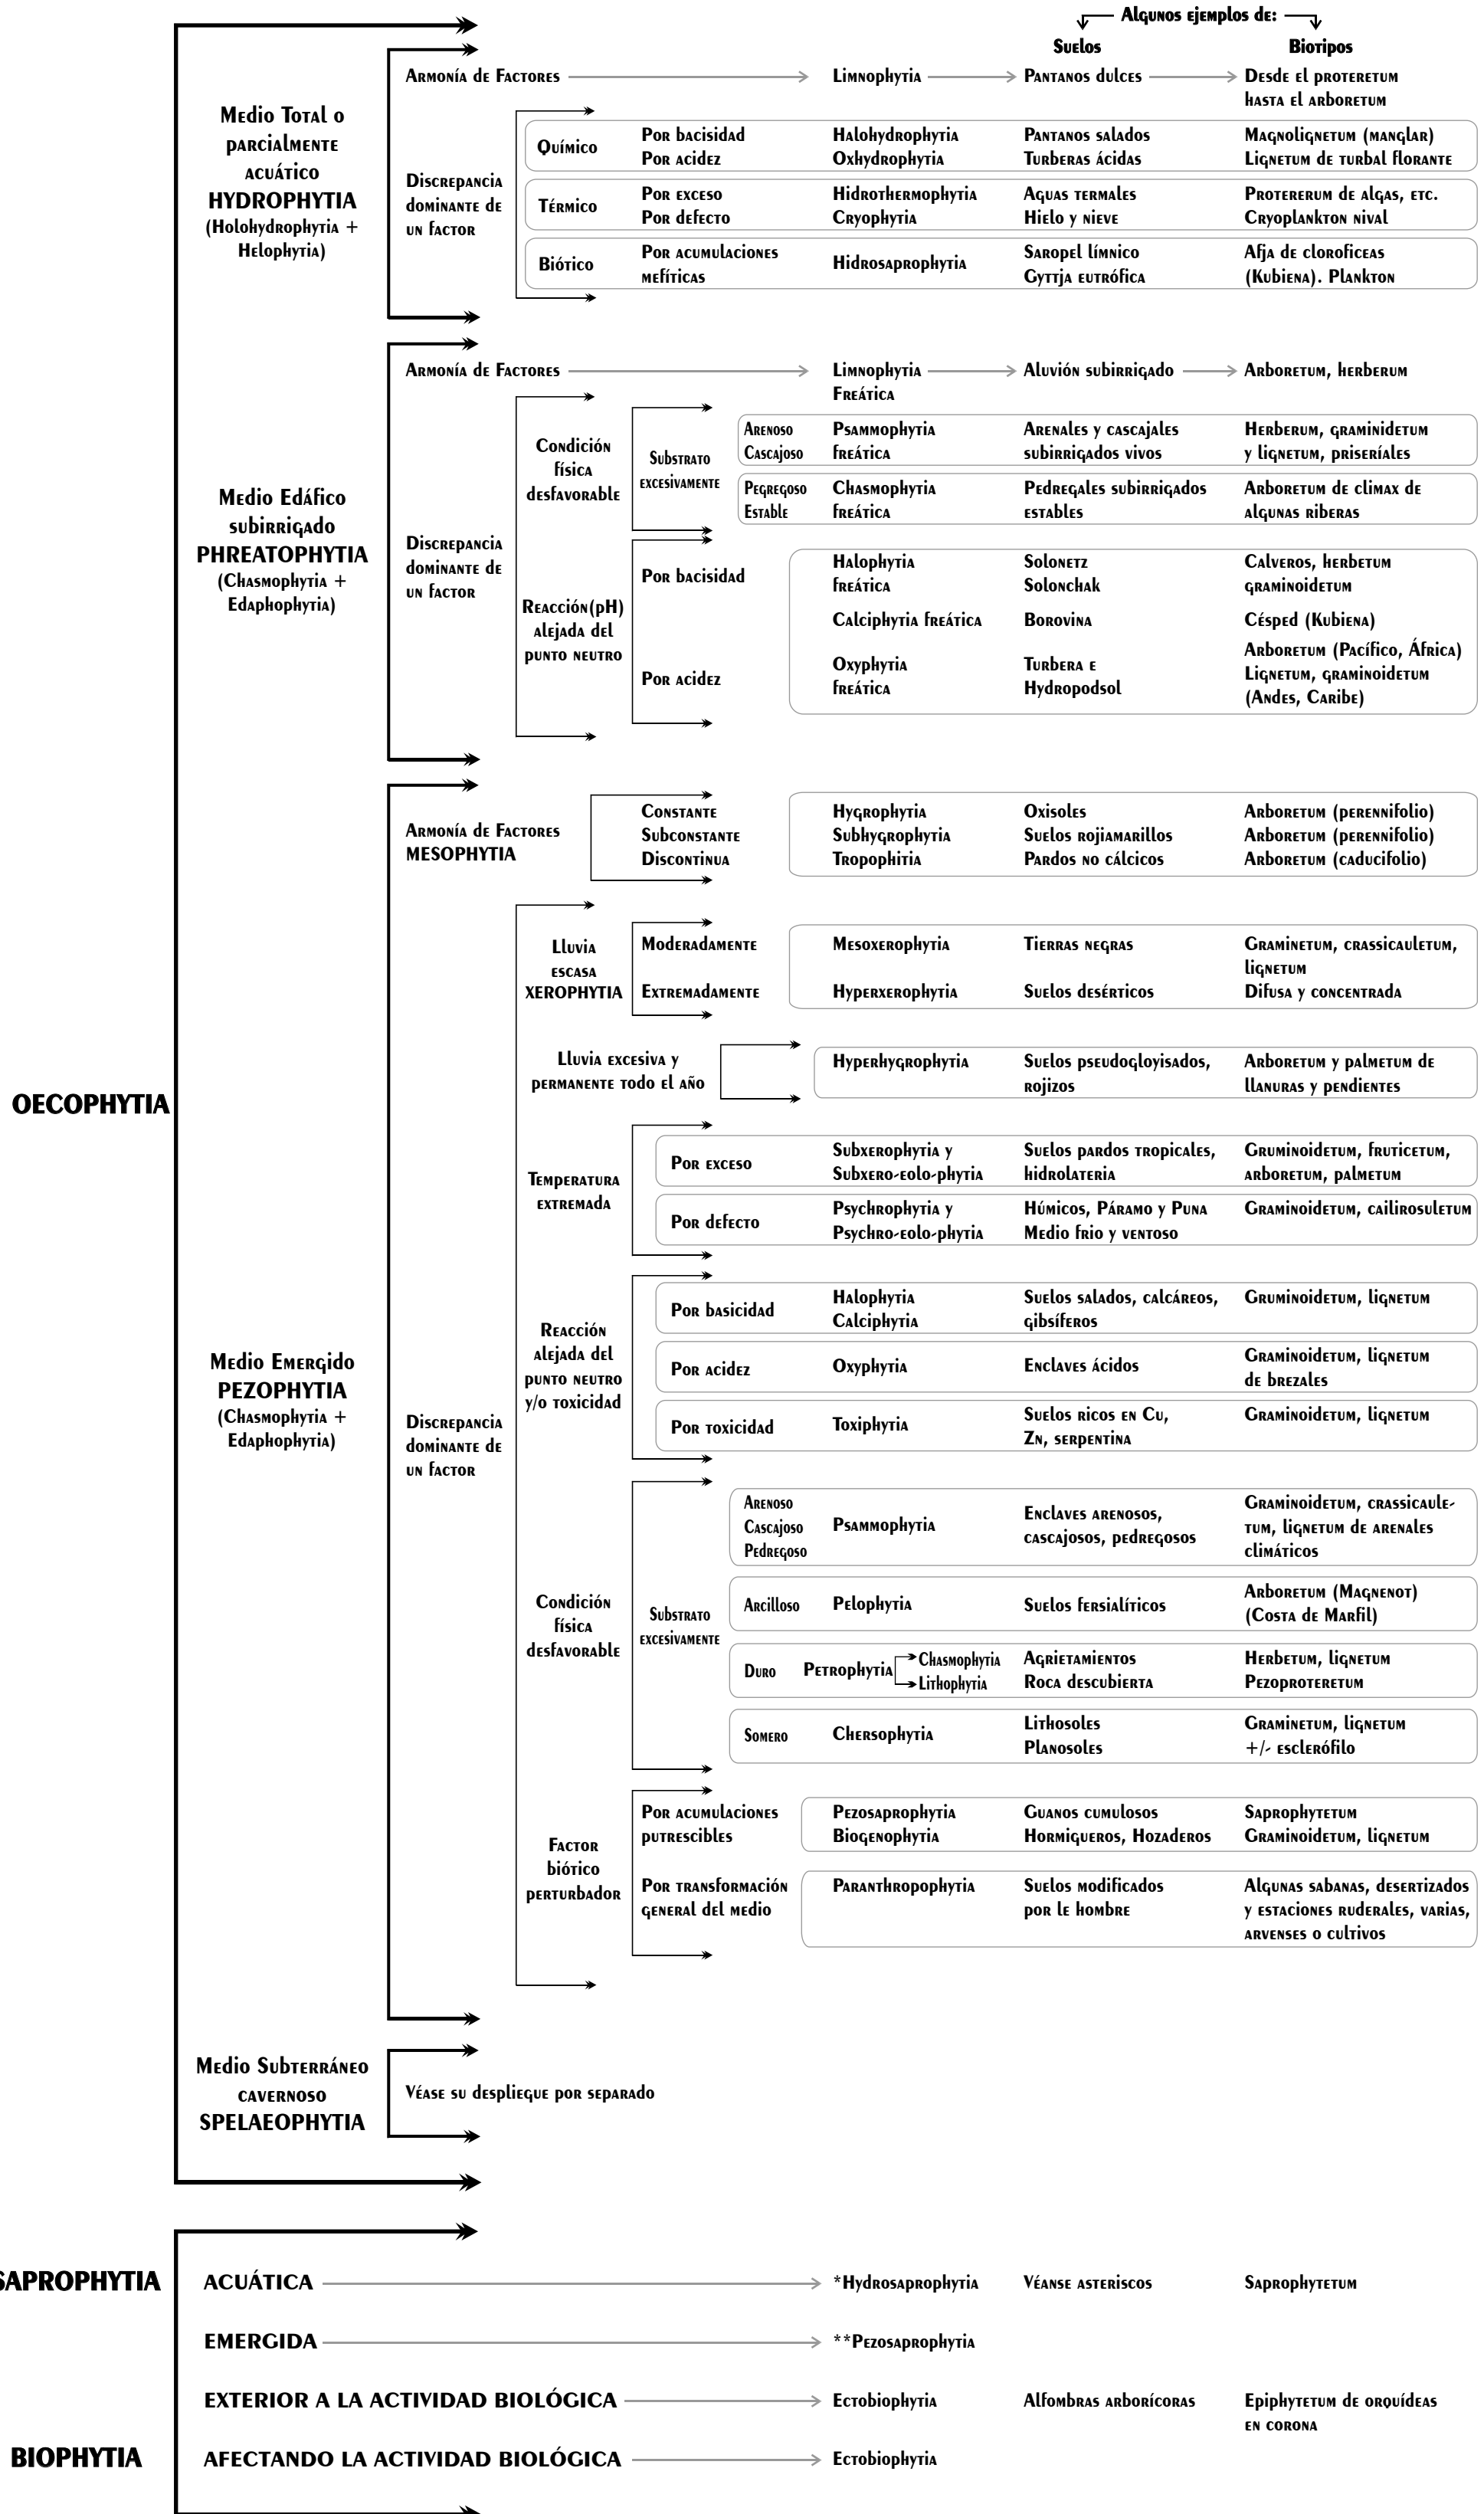 Algunos ejemplos de:
Suelos Biotipos
Armonía de Factores Limnophytia Pantanos dulces Desde el proteretum
hasta el arboretum
Medio Total o
parcialmente
acuático
HYDROPHYTIA
(Holohydrophytia +
Helophytia)
Discrepancia
dominante de
un factor
Químico Por bacisidad Halohydrophytia Pantanos salados Magnolignetum (manglar)
Por acidez Oxhydrophytia Turberas ácidas Lignetum de turbal florante
Térmico Por exceso Hidrothermophytia Aguas termales Protererum de algas, etc.
Por defecto Cryophytia Hielo y nieve Cryoplankton nival
Biótico Por acumulaciones Hidrosaprophytia Saropel límnico Afja de cloroficeas
mefíticas Gyttja eutrófica (Kubiena). Plankton
Armonía de Factores Limnophytia Aluvión subirrigado Arboretum, herberum
Freática
Medio Edáfico
subirrigado
PHREATOPHYTIA
(Chasmophytia +
Edaphophytia)
Discrepancia
dominante de
un factor
Condición
física
desfavorable
Substrato
excesivamente
Arenoso Psammophytia Arenales y cascajales Herberum, graminidetum
Cascajoso freática subirrigados vivos y lignetum, priseríales
Pegregoso Chasmophytia Pedregales subirrigados Arboretum de climax de
Estable freática estables algunas riberas
Reacción(pH)
alejada del
punto neutro
Por bacisidad Halophytia Solonetz Calveros, herbetum
freática Solonchak graminoidetum
Calciphytia freática Borovina Césped (Kubiena)
Por acidez Oxyphytia Turbera e Arboretum (Pacífico, África)
freática Hydropodsol Lignetum, graminoidetum
(Andes, Caribe)
Armonía de Factores
MESOPHYTIA
Constante Hygrophytia Oxisoles Arboretum (perennifolio)
Subconstante Subhygrophytia Suelos rojiamarillos Arboretum (perennifolio)
Discontinua Tropophitia Pardos no cálcicos Arboretum (caducifolio)
Lluvia
escasa
XEROPHYTIA
Moderadamente Mesoxerophytia Tierras negras Graminetum, crassicauletum,
lignetum
Extremadamente Hyperxerophytia Suelos desérticos Difusa y concentrada
Lluvia excesiva y Hyperhygrophytia Suelos pseudogloyisados, Arboretum y palmetum de
permanente todo el año rojizos llanuras y pendientes
OECOPHYTIA
Temperatura
extremada
Por exceso Subxerophytia y Suelos pardos tropicales, Gruminoidetum, fruticetum,
Subxero-eolo-phytia hidrolateria arboretum, palmetum
Por defecto Psychrophytia y Húmicos, Páramo y Puna Graminoidetum, cailirosuletum
Psychro-eolo-phytia Medio frio y ventoso
Medio Emergido
PEZOPHYTIA
(Chasmophytia +
Edaphophytia)
Discrepancia
dominante de
un factor
Reacción
alejada del
punto neutro
y/o toxicidad
Por basicidad Halophytia Suelos salados, calcáreos, Gruminoidetum, lignetum
Calciphytia gibsíferos
Por acidez Oxyphytia Enclaves ácidos Graminoidetum, lignetum
de brezales
Por toxicidad Toxiphytia Suelos ricos en Cu, Graminoidetum, lignetum
Zn, serpentina
Condición
física
desfavorable
Substrato
excesivamente
Arenoso Graminoidetum, crassicaule-
Cascajoso Psammophytia Enclaves arenosos, tum, lignetum de arenales
Pedregoso cascajosos, pedregosos climáticos
Arcilloso Pelophytia Suelos fersialíticos Arboretum (Magnenot)
(Costa de Marfil)
Duro Petrophytia Chasmophytia Agrietamientos Herbetum, lignetum
Lithophytia Roca descubierta Pezoproteretum
Somero Chersophytia Lithosoles Graminetum, lignetum
Planosoles +/- esclerófilo
Factor
biótico
perturbador
Por acumulaciones Pezosaprophytia Guanos cumulosos Saprophytetum
putrescibles Biogenophytia Hormigueros, Hozaderos Graminoidetum, lignetum
Por transformación Paranthropophytia Suelos modificados Algunas sabanas, desertizados
general del medio por le hombre y estaciones ruderales, varias,
arvenses o cultivos
Medio Subterráneo
cavernoso
SPELAEOPHYTIA
Véase su despliegue por separado
SAPROPHYTIA ACUÁTICA *Hydrosaprophytia Véanse asteriscos Saprophytetum
EMERGIDA **Pezosaprophytia
EXTERIOR A LA ACTIVIDAD BIOLÓGICA Ectobiophytia Alfombras arborícoras Epiphytetum de orquídeas
en corona
BIOPHYTIA AFECTANDO LA ACTIVIDAD BIOLÓGICA Ectobiophytia